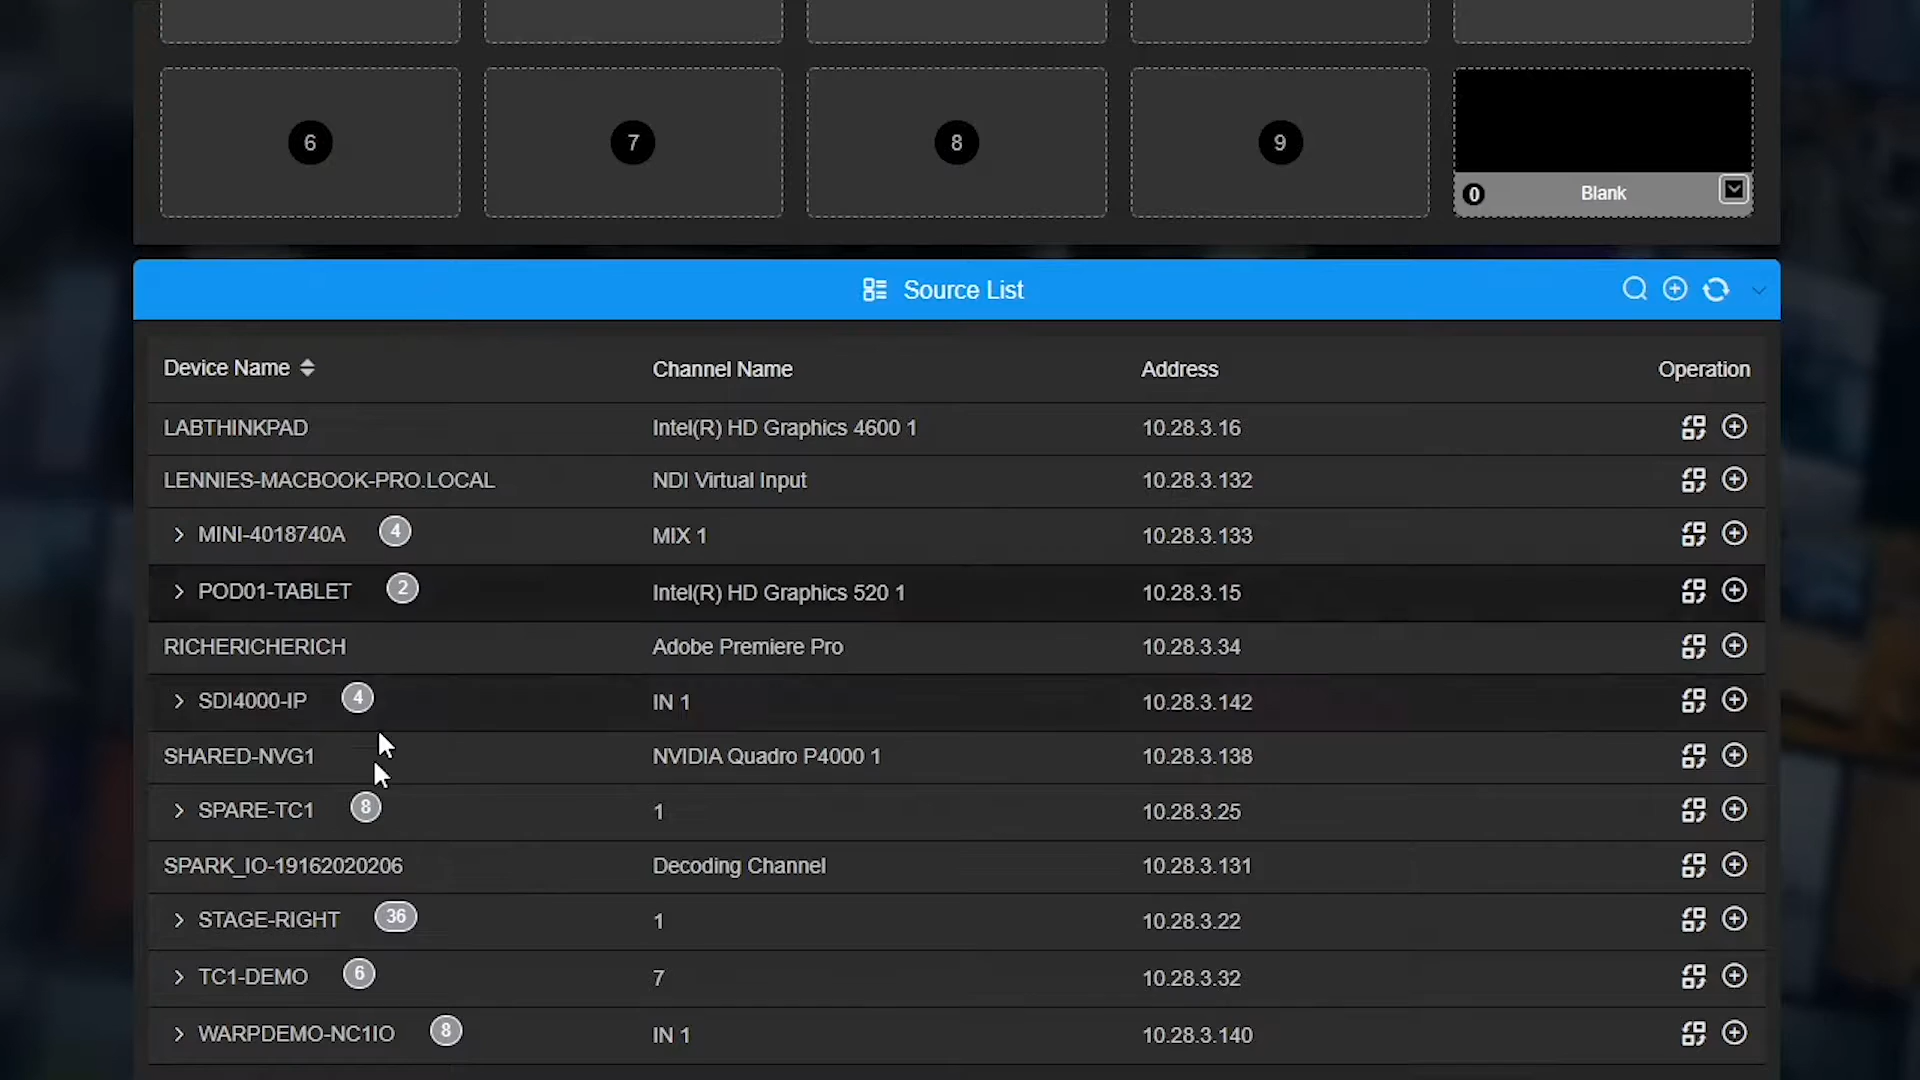 6 7 8 9
0 Blank
Source List
Device Name Channel Name Address Operation
LABTHINKPAD Intel(R) HD Graphics 4600 1 10.28.3.16
LENNIES-MACBOOK-PRO.LOCAL NDI Virtual Input 10.28.3.132
MINI-4018740A 4 MIX 1 10.28.3.133
POD01-TABLET 2 Intel(R) HD Graphics 520 1 10.28.3.15
RICHERICHERICH Adobe Premiere Pro 10.28.3.34
SDI4000-IP 4 IN 1 10.28.3.142
SHARED-NVG1 NVIDIA Quadro P4000 1 10.28.3.138
SPARE-TC1 8 1 10.28.3.25
SPARK_IO-19162020206 Decoding Channel 10.28.3.131
STAGE-RIGHT 36 1 10.28.3.22
TC1-DEMO 6 7 10.28.3.32
WARPDEMO-NC1IO 8 IN 1 10.28.3.140